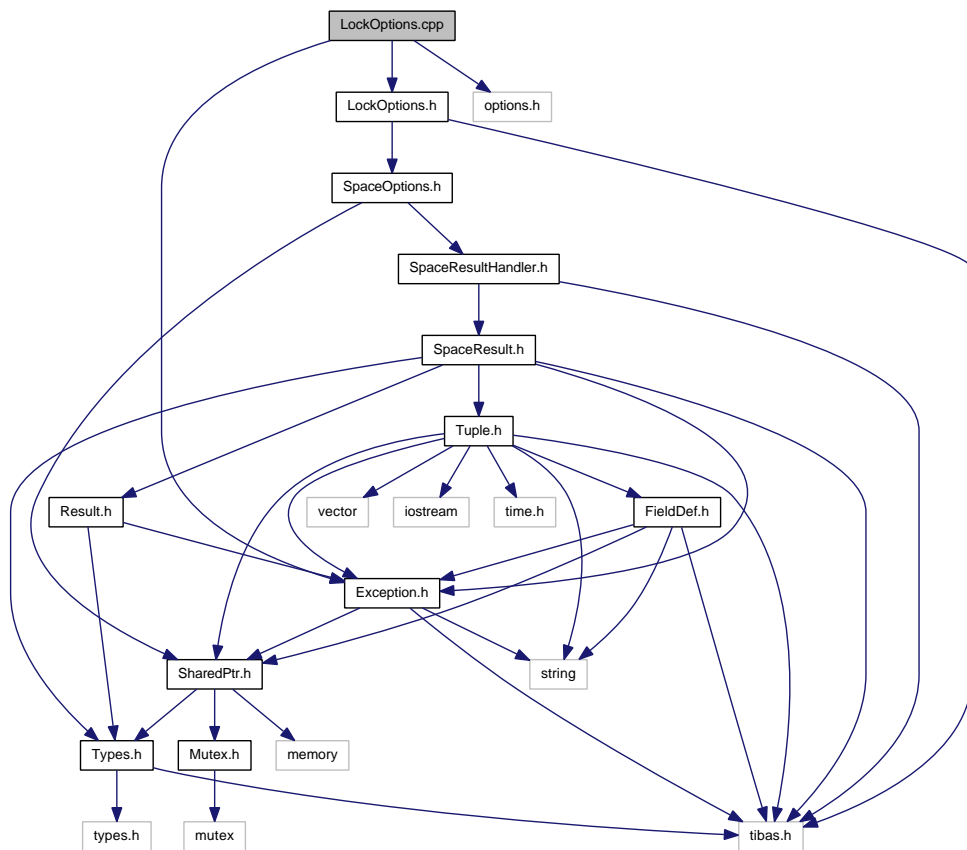 LockOptions.cpp
LockOptions.h
options.h
SpaceOptions.h
SpaceResultHandler.h
SpaceResult.h
Tuple.h
Result.h
vector
iostream
time.h
FieldDef.h
Exception.h
SharedPtr.h
string
Types.h
Mutex.h
memory
types.h
mutex
tibas.h